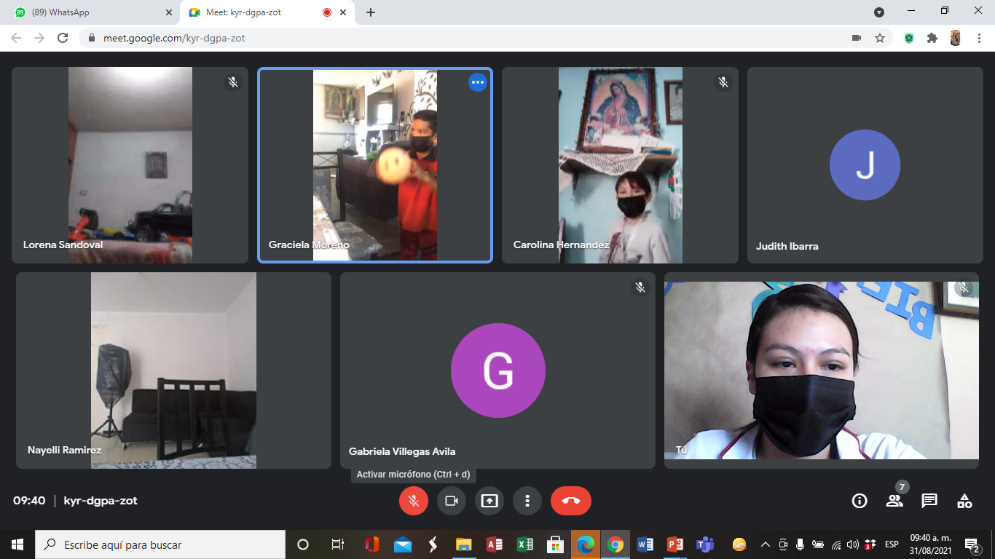 (89) WhatsApp
Meet: kyr-dgpa-zot
meet.google.com/kyr-dgpa-zot
Lorena Sandoval
Graciela Moreno
Carolina Hernandez
J
Judith Ibarra
Nayelli Ramirez
G
Gabriela Villegas Avila
BIE
Tú
Activar micrófono (Ctrl + d)
09:40 | kyr-dgpa-zot
7
Escribe aquí para buscar
ESP
09:40 a. m.
31/08/2021
2